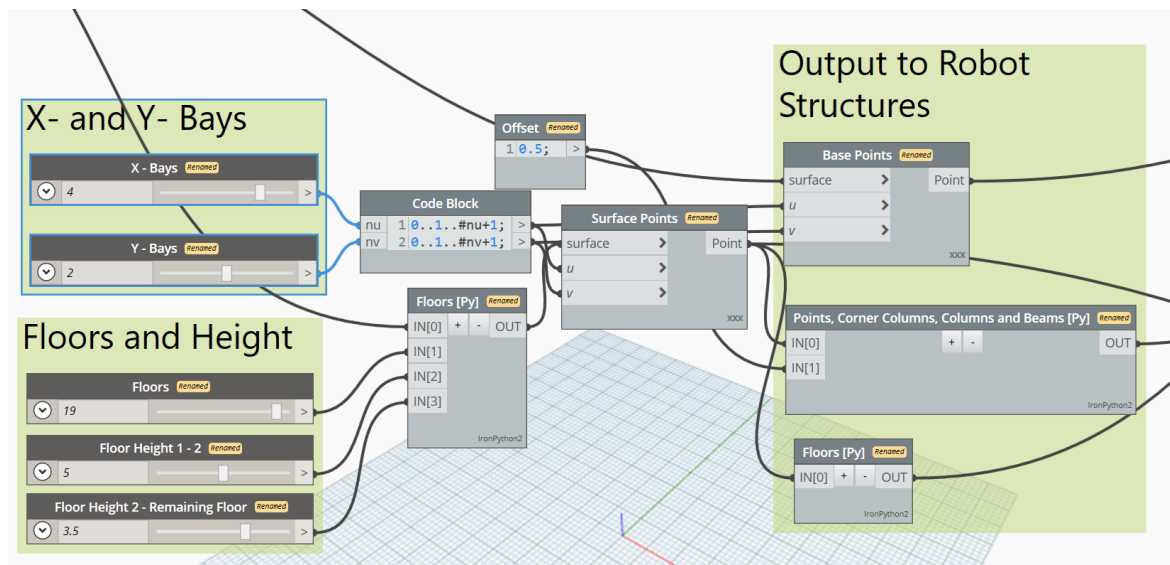 X- and Y- Bays
X - Bays Renamed
4
>
Y - Bays Renamed
2
>
Offset Renamed
1 0.5; >
Code Block
nu 1 0..1..#nu+1; >
nv 2 0..1..#nv+1; >
Surface Points Renamed
surface > Point
u >
v >
xxx
Floors and Height
Floors Renamed
19
>
Floor Height 1 - 2 Renamed
5
>
Floor Height 2 - Remaining Floor Renamed
3.5
>
Floors [Py] Renamed
IN[0] + - OUT
IN[1]
IN[2]
IN[3]
IronPython2
Output to Robot
Structures
Base Points Renamed
surface > Point
u >
v >
xxx
Points, Corner Columns, Columns and Beams [Py] Renamed
IN[0] + - OUT
IN[1]
IronPython2
Floors [Py] Renamed
IN[0] + - OUT
IronPython2